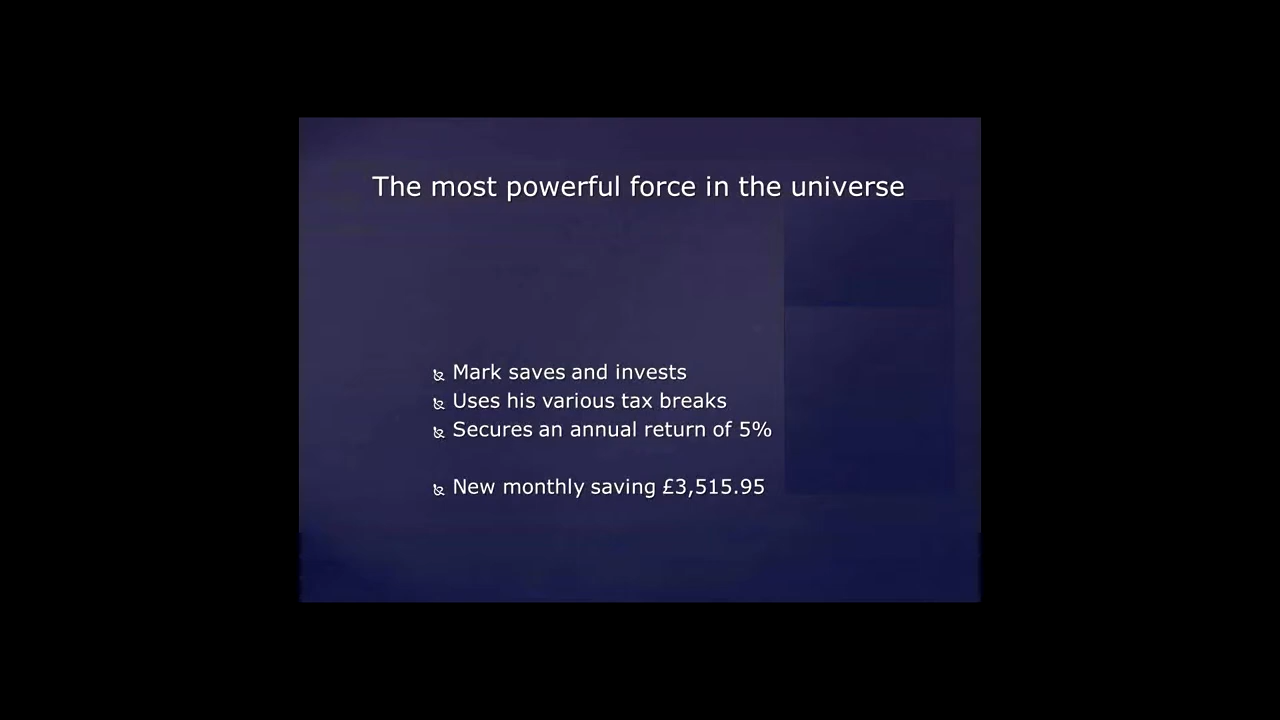 The most powerful force in the universe
Mark saves and invests
Uses his various tax breaks
Secures an annual return of 5%
New monthly saving £3,515.95